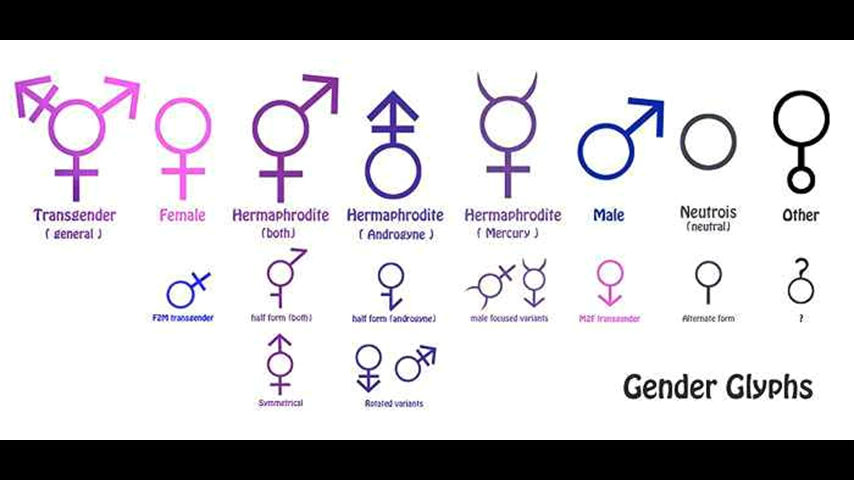 Transgender
( general )
Female
Hermaphrodite
(both)
Hermaphrodite
( Androgyne )
Hermaphrodite
( Mercury )
Male
Neutrois
(neutral)
Other
F2M transgender
half form (both)
half form (androgyne)
male focused variants
M2F transgender
Alternate form
?
Symmetrical
Rotated variants
Gender Glyphs